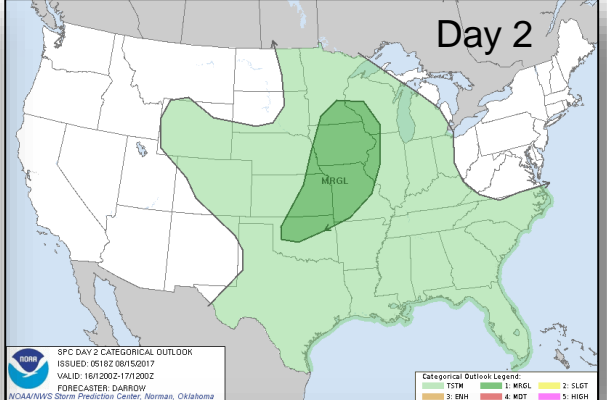 Day 2
MRGL
NOAA
SPC DAY 2 CATEGORICAL OUTLOOK
ISSUED: 0518Z 08/15/2017
VALID: 16/1200Z-17/1200Z
FORECASTER: DARROW
NOAA/NWS Storm Prediction Center, Norman, Oklahoma
Categorical Outlook Legend:
TSTM 1: MRGL 2: SLGT
3: ENH 4: MDT 5: HIGH